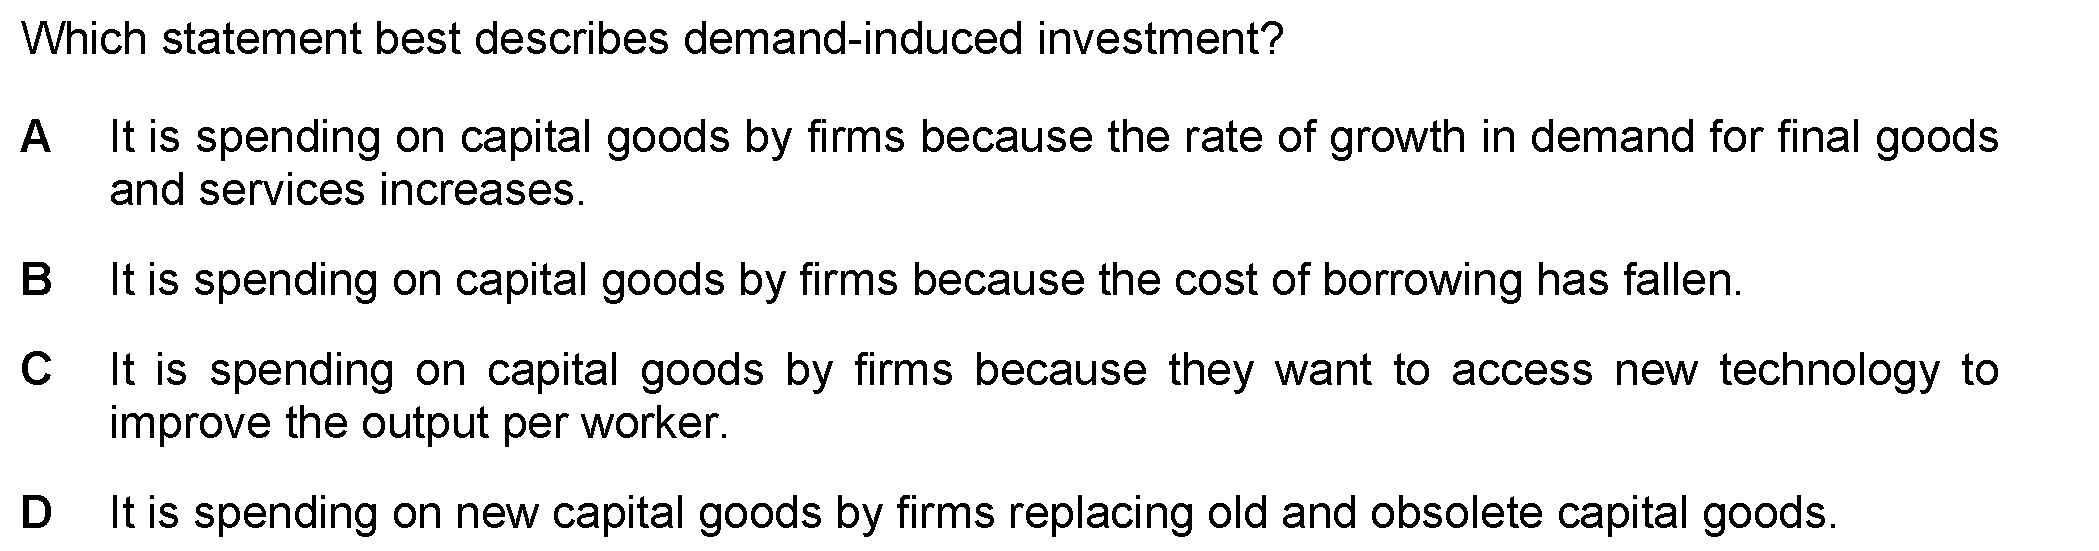 Which statement best describes demand-induced investment?
A It is spending on capital goods by firms because the rate of growth in demand for final goods
and services increases.
B It is spending on capital goods by firms because the cost of borrowing has fallen.
C It is spending on capital goods by firms because they want to access new technology to
improve the output per worker.
D It is spending on new capital goods by firms replacing old and obsolete capital goods.